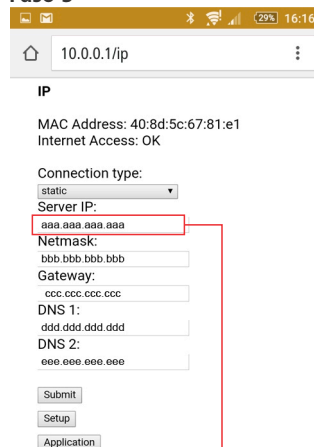 29% 16:16
10.0.0.1/ip
IP
MAC Address: 40:8d:5c:67:81:e1
Internet Access: OK
Connection type:
static
Server IP:
aaa.aaa.aaa.aaa
Netmask:
bbb.bbb.bbb.bbb
Gateway:
ccc.ccc.ccc.ccc
DNS 1:
ddd.ddd.ddd.ddd
DNS 2:
eee.eee.eee.eee
Submit
Setup
Application